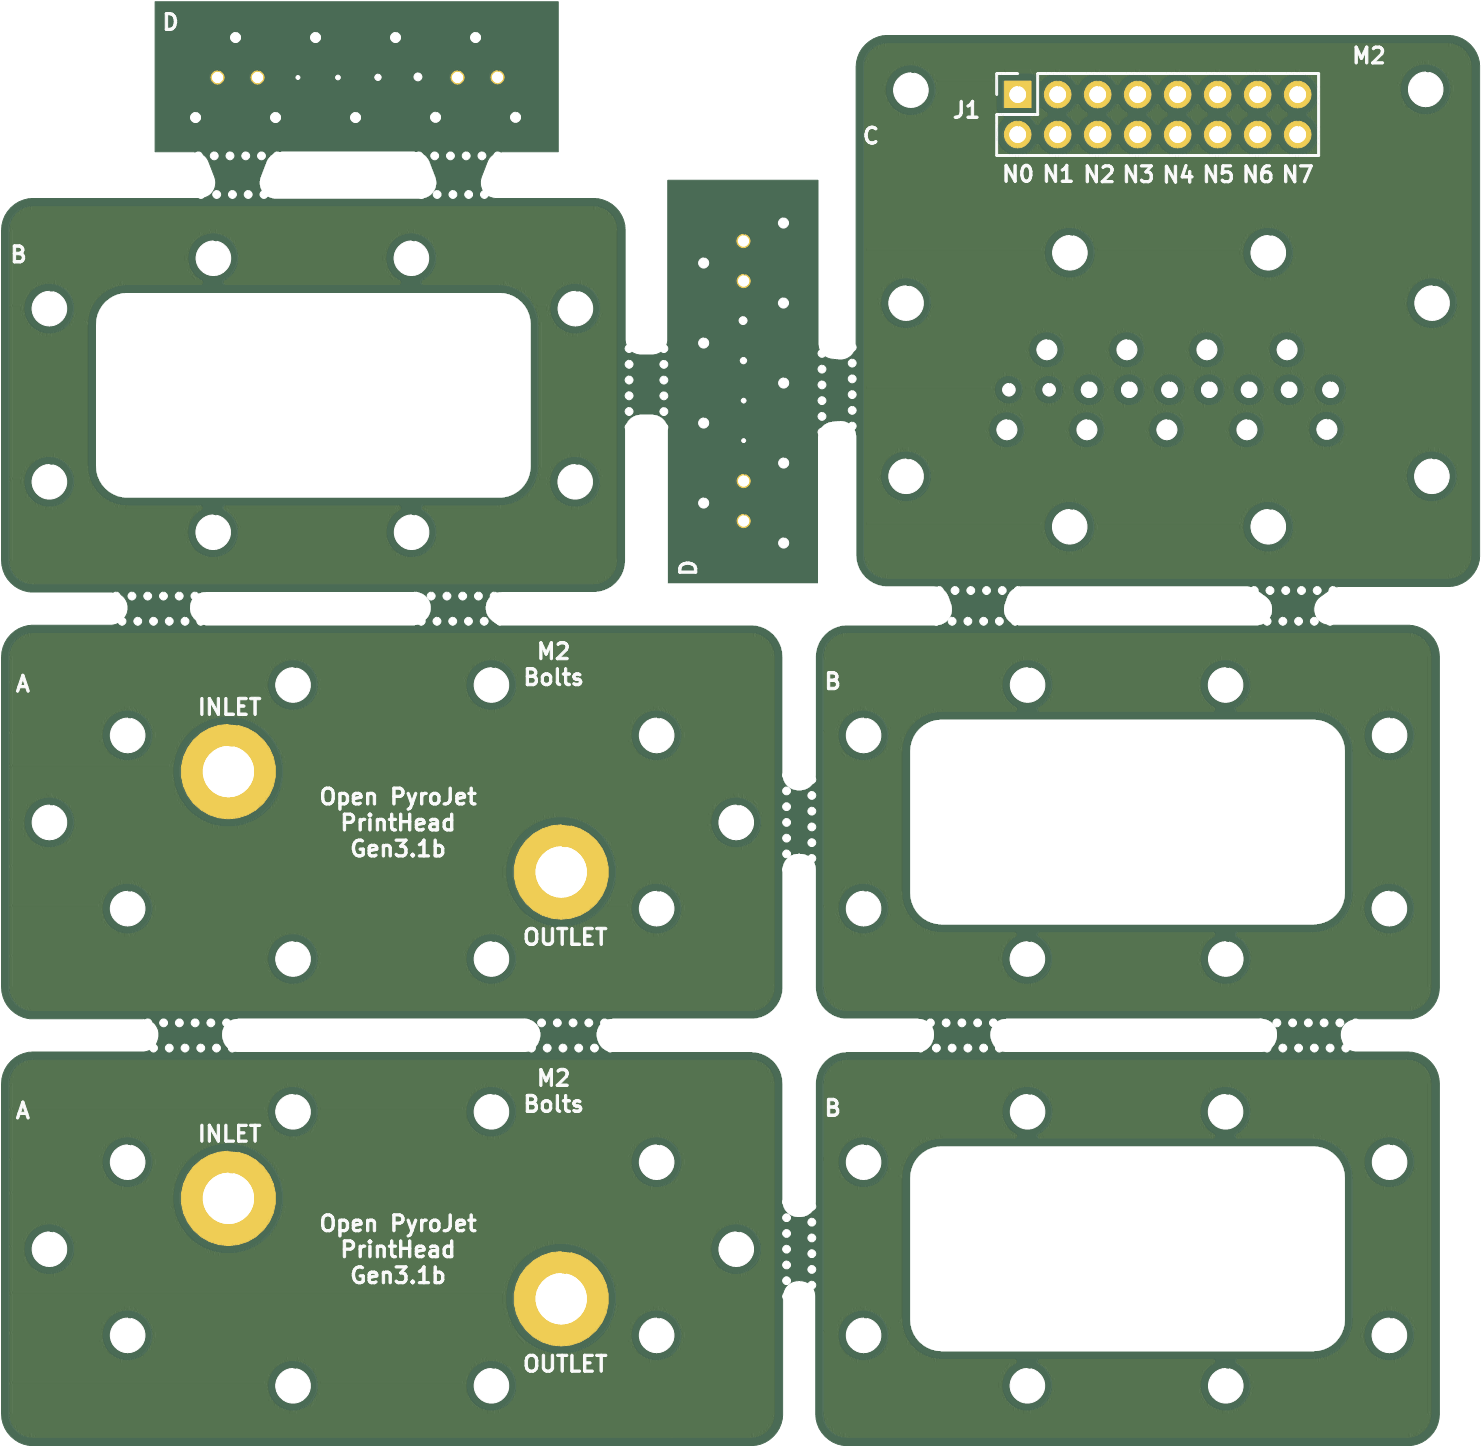 D
M2
J1
C
N0 N1 N2 N3 N4 N5 N6 N7
B
D
M2
Bolts
A
INLET
Open PyroJet
PrintHead
Gen3.1b
OUTLET
B
M2
Bolts
A
INLET
Open PyroJet
PrintHead
Gen3.1b
OUTLET
B